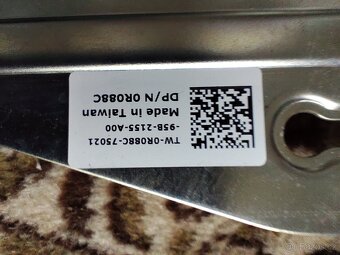 TW-0R088C-75021
-95B-2155-A00
Made in Taiwan
DP/N 0R088C